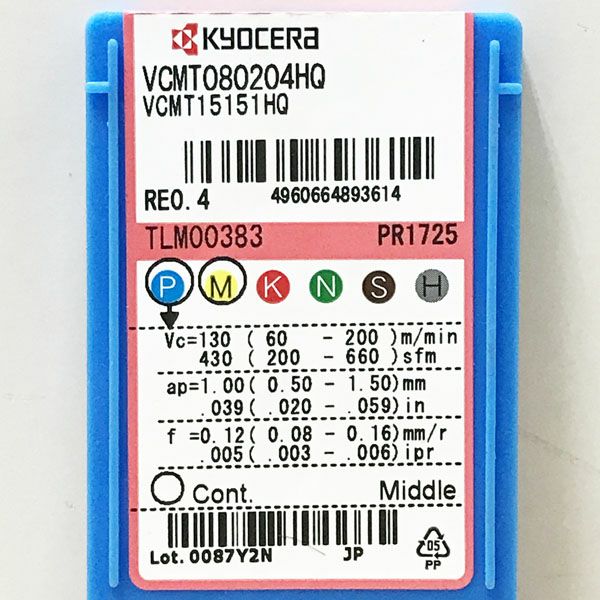 KYOCERA
VCMT080204HQ
VCMT15151HQ
RE0.4 4960664893614
TLM00383 PR1725
P M K N S H
Vc=130 ( 60 - 200 )m/min
430 ( 200 - 660 )sfm
ap=1.00( 0.50 - 1.50)mm
.039( .020 - .059)in
f =0.12( 0.08 - 0.16)mm/r
.005( .003 - .006)ipr
Cont. Middle
Lot. 0087Y2N JP
05
PP